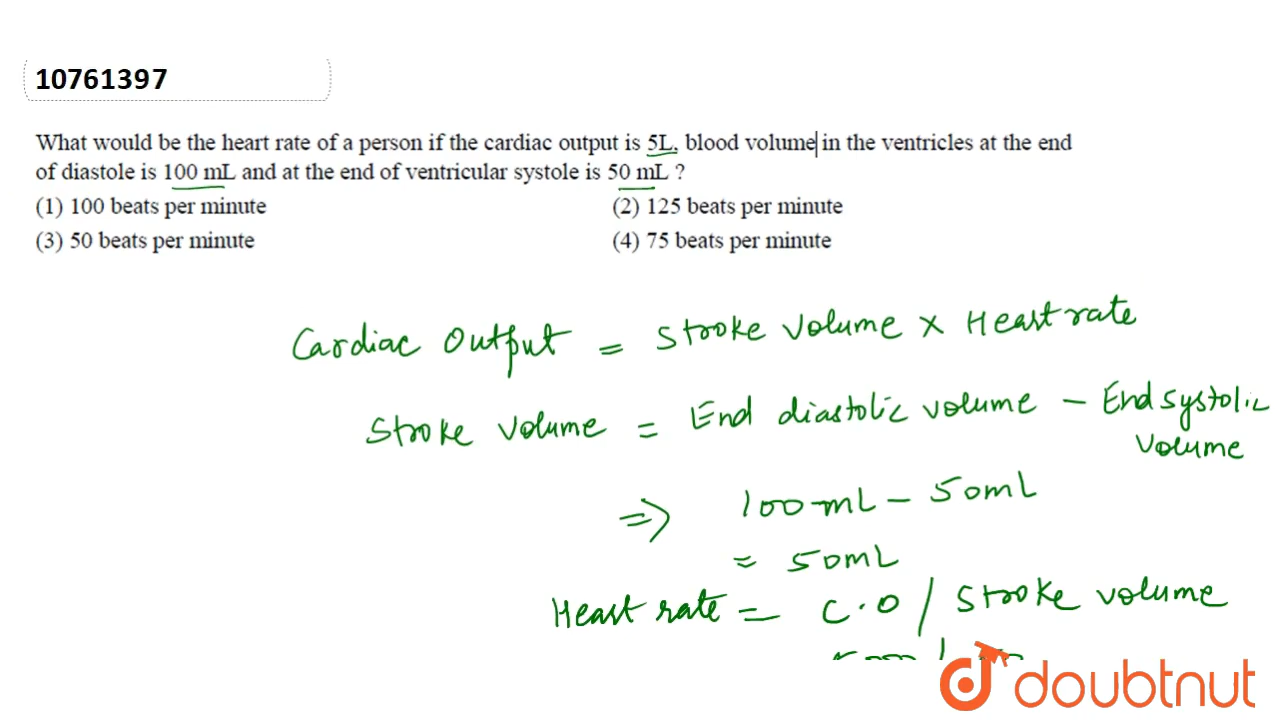 10761397
What would be the heart rate of a person if the cardiac output is 5L, blood volume in the ventricles at the end
of diastole is 100 mL and at the end of ventricular systole is 50 mL ?
(1) 100 beats per minute (2) 125 beats per minute
(3) 50 beats per minute (4) 75 beats per minute
Cardiac Output = Stroke Volume × Heart rate
Stroke Volume = End diastolic volume – End systolic
Volume
=> 100 mL – 50 mL
= 50 mL
Heart rate = C.O / Stroke volume
doubtnut